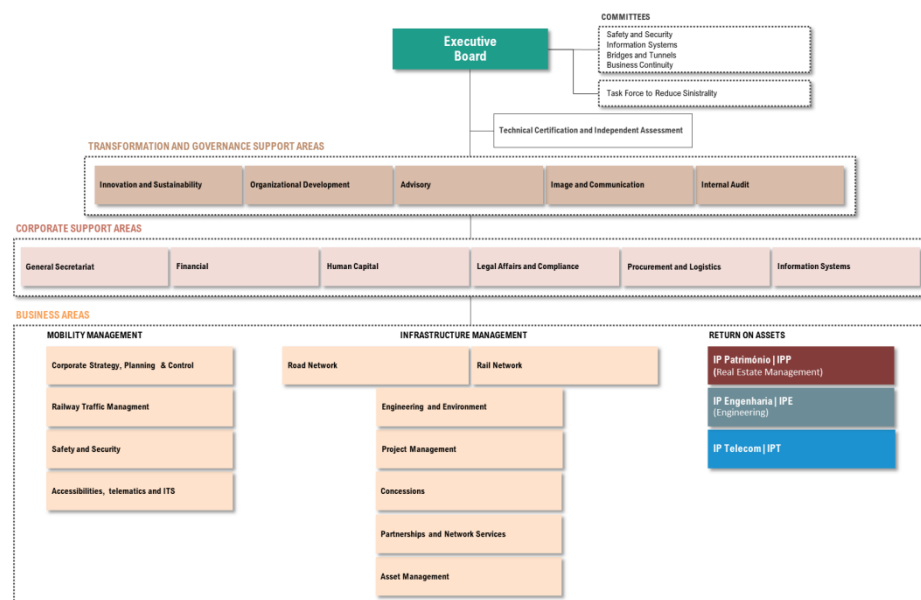 COMMITTEES
Executive
Board
Safety and Security
Information Systems
Bridges and Tunnels
Business Continuity
Task Force to Reduce Sinistrality
Technical Certification and Independent Assessment
TRANSFORMATION AND GOVERNANCE SUPPORT AREAS
Innovation and Sustainability
Organizational Development
Advisory
Image and Communication
Internal Audit
CORPORATE SUPPORT AREAS
General Secretariat
Financial
Human Capital
Legal Affairs and Compliance
Procurement and Logistics
Information Systems
BUSINESS AREAS
MOBILITY MANAGEMENT
Corporate Strategy, Planning & Control
Railway Traffic Managment
Safety and Security
Accessibilities, telematics and ITS
INFRASTRUCTURE MANAGEMENT
Road Network
Rail Network
Engineering and Environment
Project Management
Concessions
Partnerships and Network Services
Asset Management
RETURN ON ASSETS
IP Património | IPP
(Real Estate Management)
IP Engenharia | IPE
(Engineering)
IP Telecom | IPT